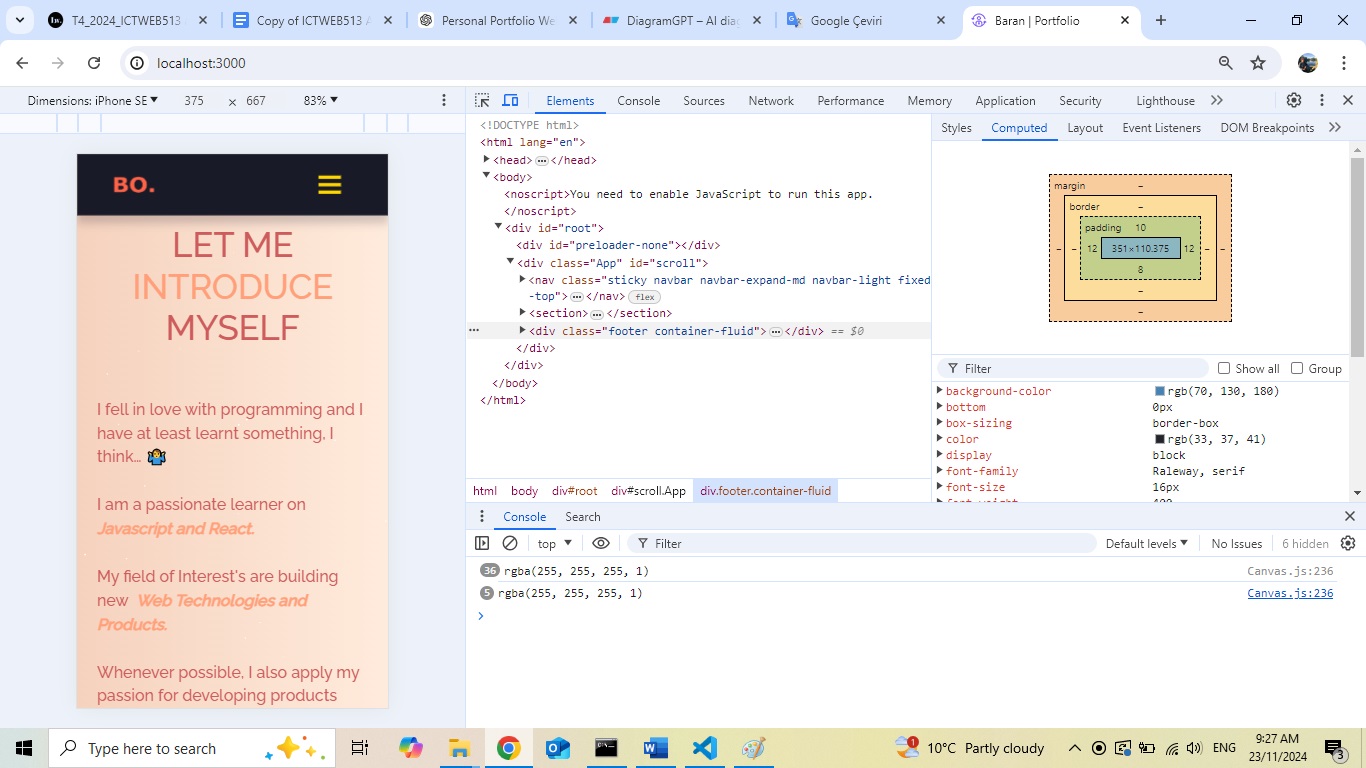 T4_2024_ICTWEB513
Copy of ICTWEB513
Personal Portfolio We
DiagramGPT – AI dia
Google Çeviri
Baran | Portfolio
localhost:3000
Dimensions: iPhone SE 375 × 667 83%
Elements Console Sources Network Performance Memory Application Security Lighthouse
BO.
LET ME
INTRODUCE
MYSELF
I fell in love with programming and I
have at least learnt something, I
think…
I am a passionate learner on
Javascript and React.
My field of Interest's are building
new Web Technologies and
Products.
Whenever possible, I also apply my
passion for developing products
<!DOCTYPE html>
<html lang="en">
<head> … </head>
<body>
<noscript>You need to enable JavaScript to run this app.
</noscript>
<div id="root">
<div id="preloader-none"></div>
<div class="App" id="scroll">
<nav class="sticky navbar navbar-expand-md navbar-light fixed
-top"> … </nav> flex
<section> … </section>
… <div class="footer container-fluid"> … </div> == $0
</div>
</div>
</body>
</html>
html body div#root div#scroll.App div.footer.container-fluid
Styles Computed Layout Event Listeners DOM Breakpoints
margin –
border –
padding 10
– – 12 351×110.375 12 – –
8
–
–
Filter Show all Group
background-color rgb(70, 130, 180)
bottom 0px
box-sizing border-box
color rgb(33, 37, 41)
display block
font-family Raleway, serif
font-size 16px
Console Search
top Filter Default levels No Issues 6 hidden
36 rgba(255, 255, 255, 1) Canvas.js:236
5 rgba(255, 255, 255, 1) Canvas.js:236
Type here to search
1
10°C Partly cloudy
ENG
9:27 AM
23/11/2024
3